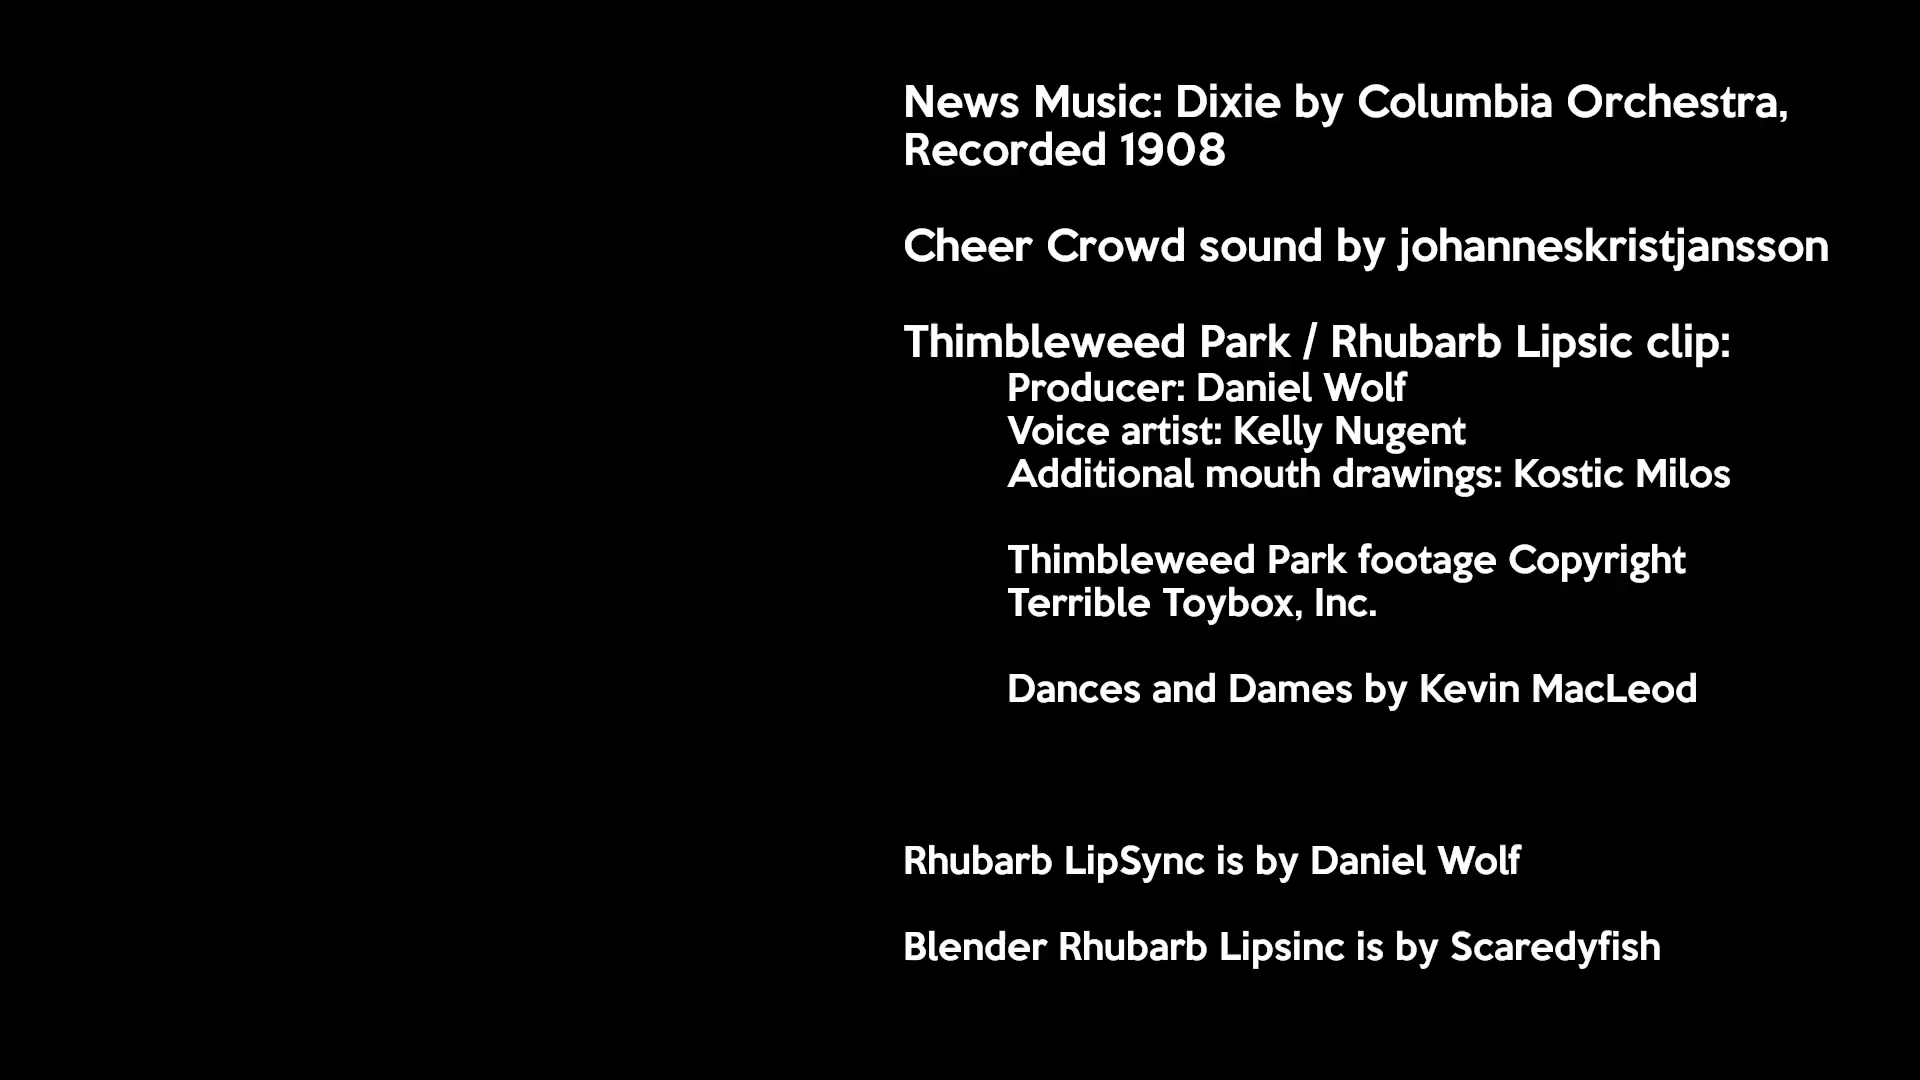 News Music: Dixie by Columbia Orchestra,
Recorded 1908
Cheer Crowd sound by johanneskristjansson
Thimbleweed Park / Rhubarb Lipsic clip:
Producer: Daniel Wolf
Voice artist: Kelly Nugent
Additional mouth drawings: Kostic Milos
Thimbleweed Park footage Copyright
Terrible Toybox, Inc.
Dances and Dames by Kevin MacLeod
Rhubarb LipSync is by Daniel Wolf
Blender Rhubarb Lipsinc is by Scaredyfish